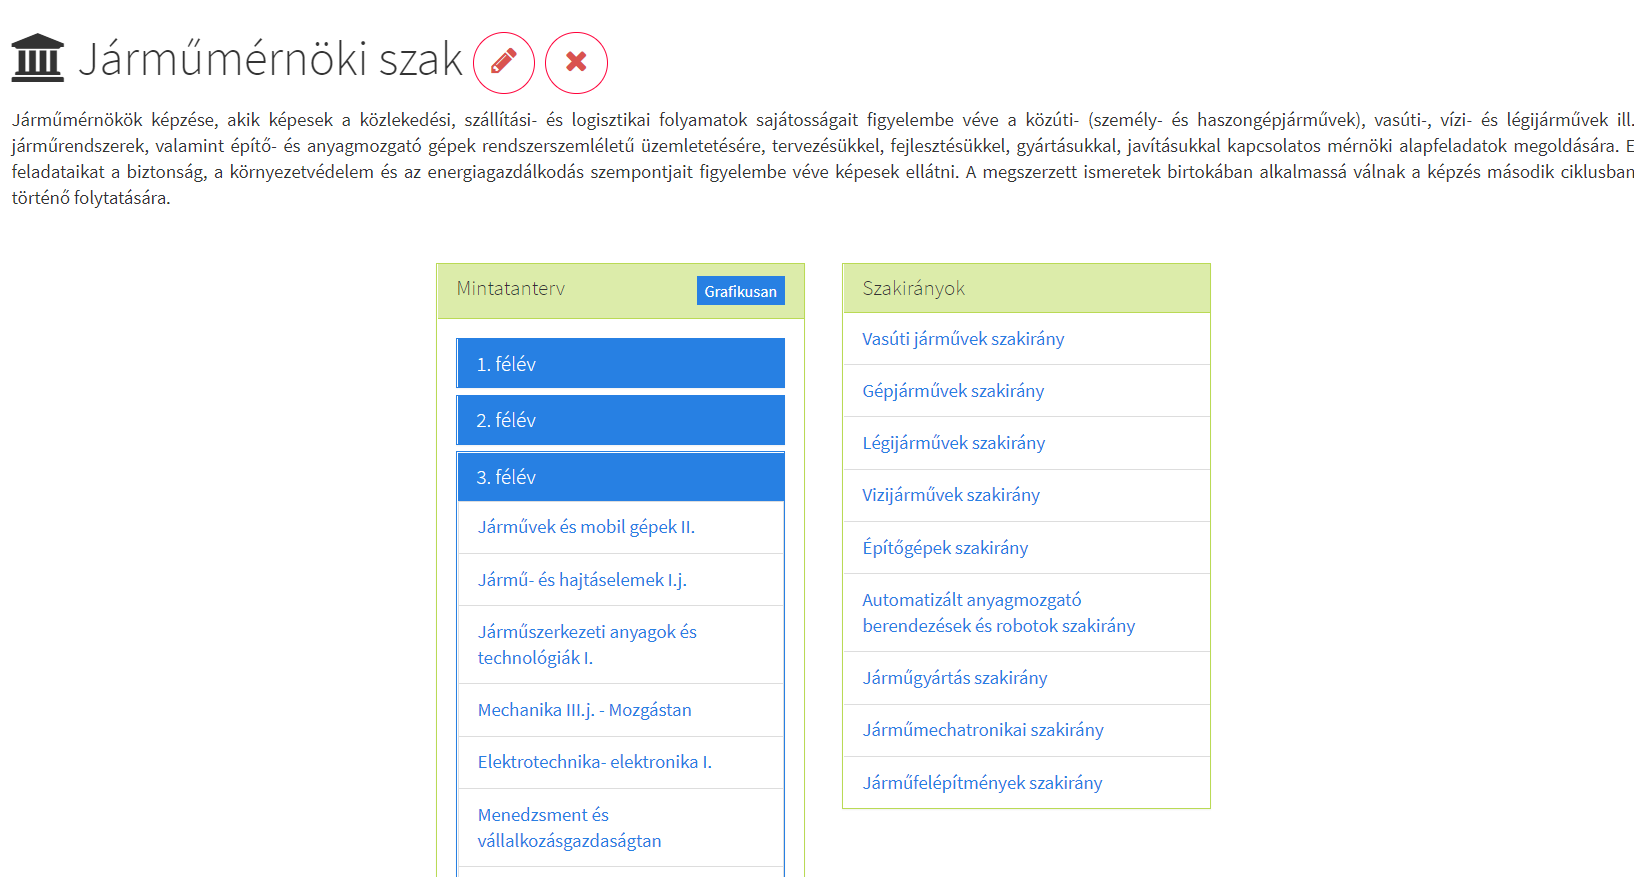 Járműmérnöki szak
Járműmérnökök képzése, akik képesek a közlekedési, szállítási- és logisztikai folyamatok sajátosságait figyelembe véve a közúti- (személy- és haszongépjárművek), vasúti-, vízi- és légijárművek ill.
járműrendszerek, valamint építő- és anyagmozgató gépek rendszerszemléletű üzemletetésére, tervezésükkel, fejlesztésükkel, gyártásukkal, javításukkal kapcsolatos mérnöki alapfeladatok megoldására. E
feladataikat a biztonság, a környezetvédelem és az energiagazdálkodás szempontjait figyelembe véve képesek ellátni. A megszerzett ismeretek birtokában alkalmassá válnak a képzés második ciklusban
történő folytatására.
Mintatanterv
Grafikusan
1. félév
2. félév
3. félév
Járművek és mobil gépek II.
Jármű- és hajtáselemek I.j.
Járműszerkezeti anyagok és
technológiák I.
Mechanika III.j. - Mozgástan
Elektrotechnika- elektronika I.
Menedzsment és
vállalkozásgazdaságtan
Szakirányok
Vasúti járművek szakirány
Gépjárművek szakirány
Légijárművek szakirány
Vizijárművek szakirány
Építőgépek szakirány
Automatizált anyagmozgató
berendezések és robotok szakirány
Járműgyártás szakirány
Járműmechatronikai szakirány
Járműfelépítmények szakirány